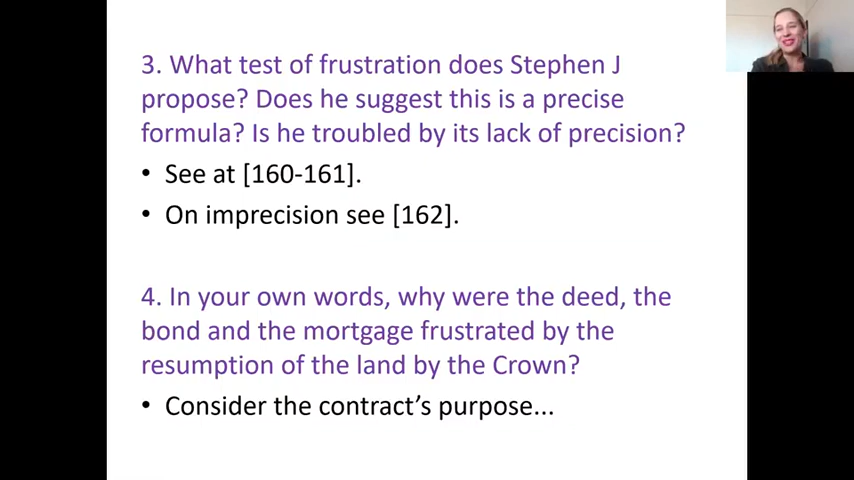 3. What test of frustration does Stephen J
propose? Does he suggest this is a precise
formula? Is he troubled by its lack of precision?
• See at [160-161].
• On imprecision see [162].
4. In your own words, why were the deed, the
bond and the mortgage frustrated by the
resumption of the land by the Crown?
• Consider the contract's purpose...